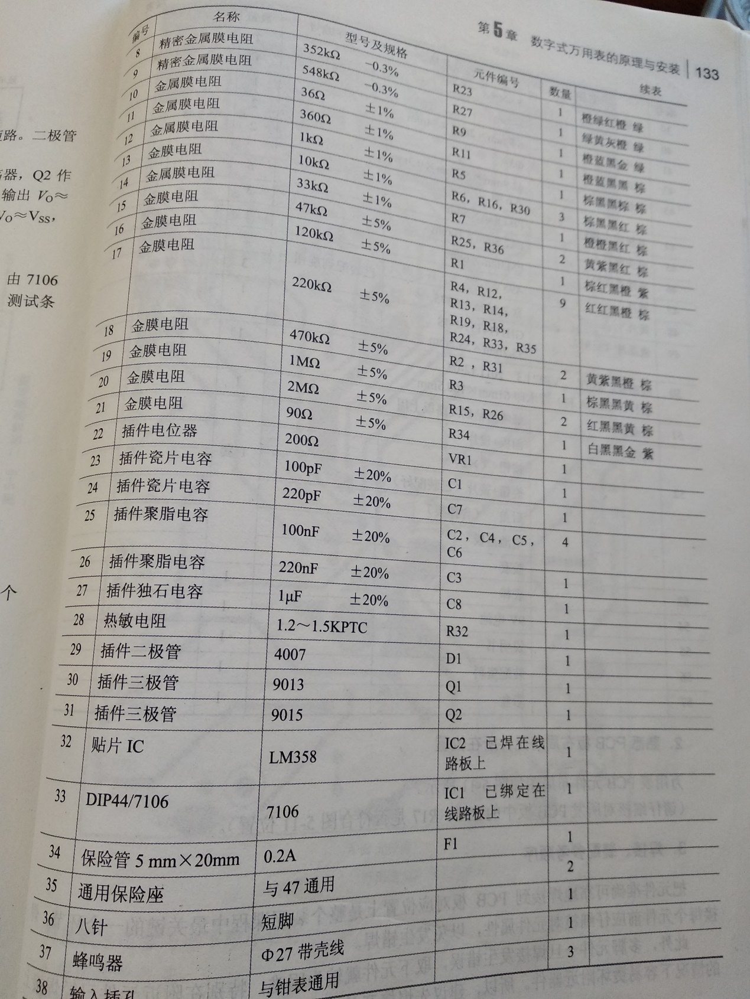 第5章 数字式万用表的原理与安装 133
续表
编号 名称 型号及规格 元件编号 数量
8 精密金属膜电阻 352kΩ -0.3% R23 1 橙绿红橙 绿
9 精密金属膜电阻 548kΩ -0.3% R27 1 绿黄灰橙 绿
10 金属膜电阻 36Ω ±1% R9 1 橙蓝黑金 绿
11 金属膜电阻 360Ω ±1% R11 1 橙蓝黑黑 棕
12 金属膜电阻 1kΩ ±1% R5 1 棕黑黑棕 棕
13 金膜电阻 10kΩ ±1% R6，R16，R30 3 棕黑黑红 棕
14 金属膜电阻 33kΩ ±1% R7 1 橙橙黑红 棕
15 金膜电阻 47kΩ ±5% R25，R36 2 黄紫黑红 棕
16 金膜电阻 120kΩ ±5% R1 1 棕红黑橙 紫
17 金膜电阻 220kΩ ±5% R4，R12， 9 红红黑橙 棕
R13，R14，
R19，R18，
R24，R33，R35
18 金膜电阻 470kΩ ±5% R2，R31 2 黄紫黑橙 棕
19 金膜电阻 1MΩ ±5% R3 1 棕黑黑黄 棕
20 金膜电阻 2MΩ ±5% R15，R26 2 红黑黑黄 棕
21 金膜电阻 90Ω ±5% R34 1 白黑黑金 紫
22 插件电位器 200Ω VR1 1
23 插件瓷片电容 100pF ±20% C1 1
24 插件瓷片电容 220pF ±20% C7 1
25 插件聚脂电容 100nF ±20% C2，C4，C5， 4
C6
26 插件聚脂电容 220nF ±20% C3 1
27 插件独石电容 1μF ±20% C8 1
28 热敏电阻 1.2～1.5KPTC R32 1
29 插件二极管 4007 D1 1
30 插件三极管 9013 Q1 1
31 插件三极管 9015 Q2 1
32 贴片 IC LM358 IC2 已焊在线 1
路板上
33 DIP44/7106 7106 IC1 已绑定在 1
线路板上
34 保险管 5 mm×20mm 0.2A F1 1
35 通用保险座 与 47 通用 2
36 八针 短脚 1
37 蜂鸣器 Φ27 带壳线 1
38 输入插孔 与钳表通用 3
路。二极管
器，Q2 作
输出 VO≈
VO≈VSS，
由 7106
测试条
个